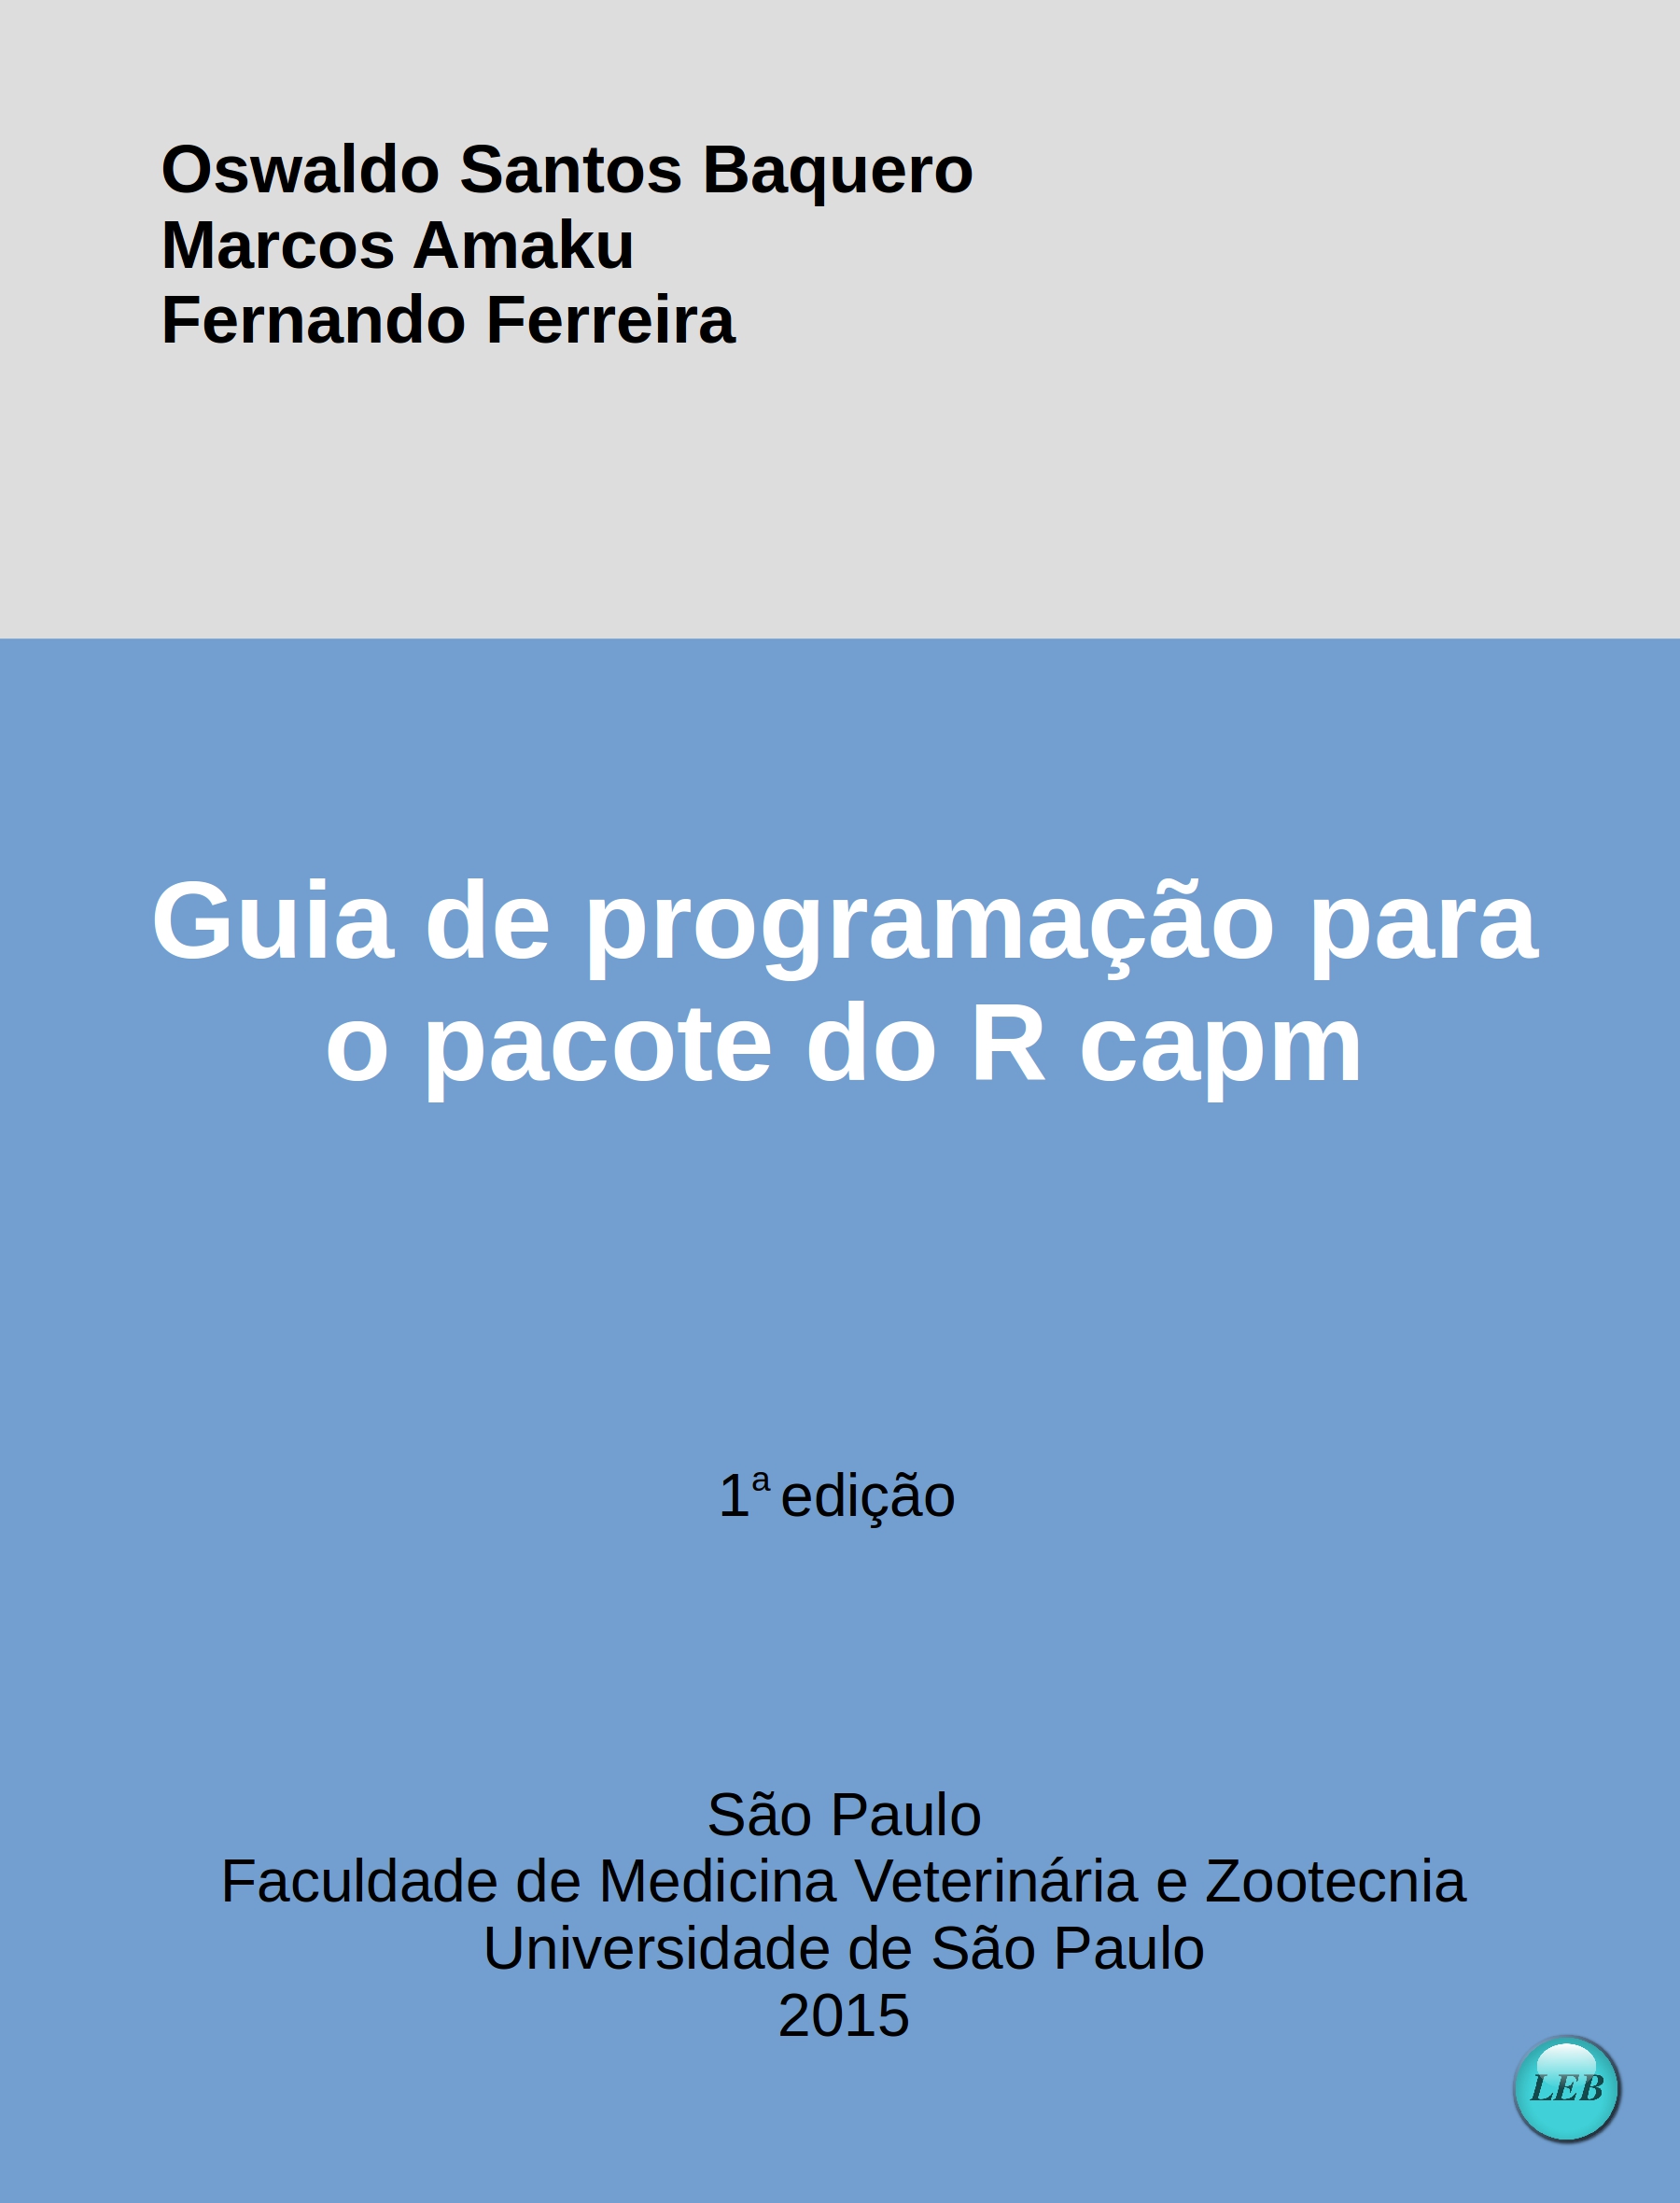 Oswaldo Santos Baquero
Marcos Amaku
Fernando Ferreira
Guia de programação para
o pacote do R capm
1ª edição
São Paulo
Faculdade de Medicina Veterinária e Zootecnia
Universidade de São Paulo
2015
LEB